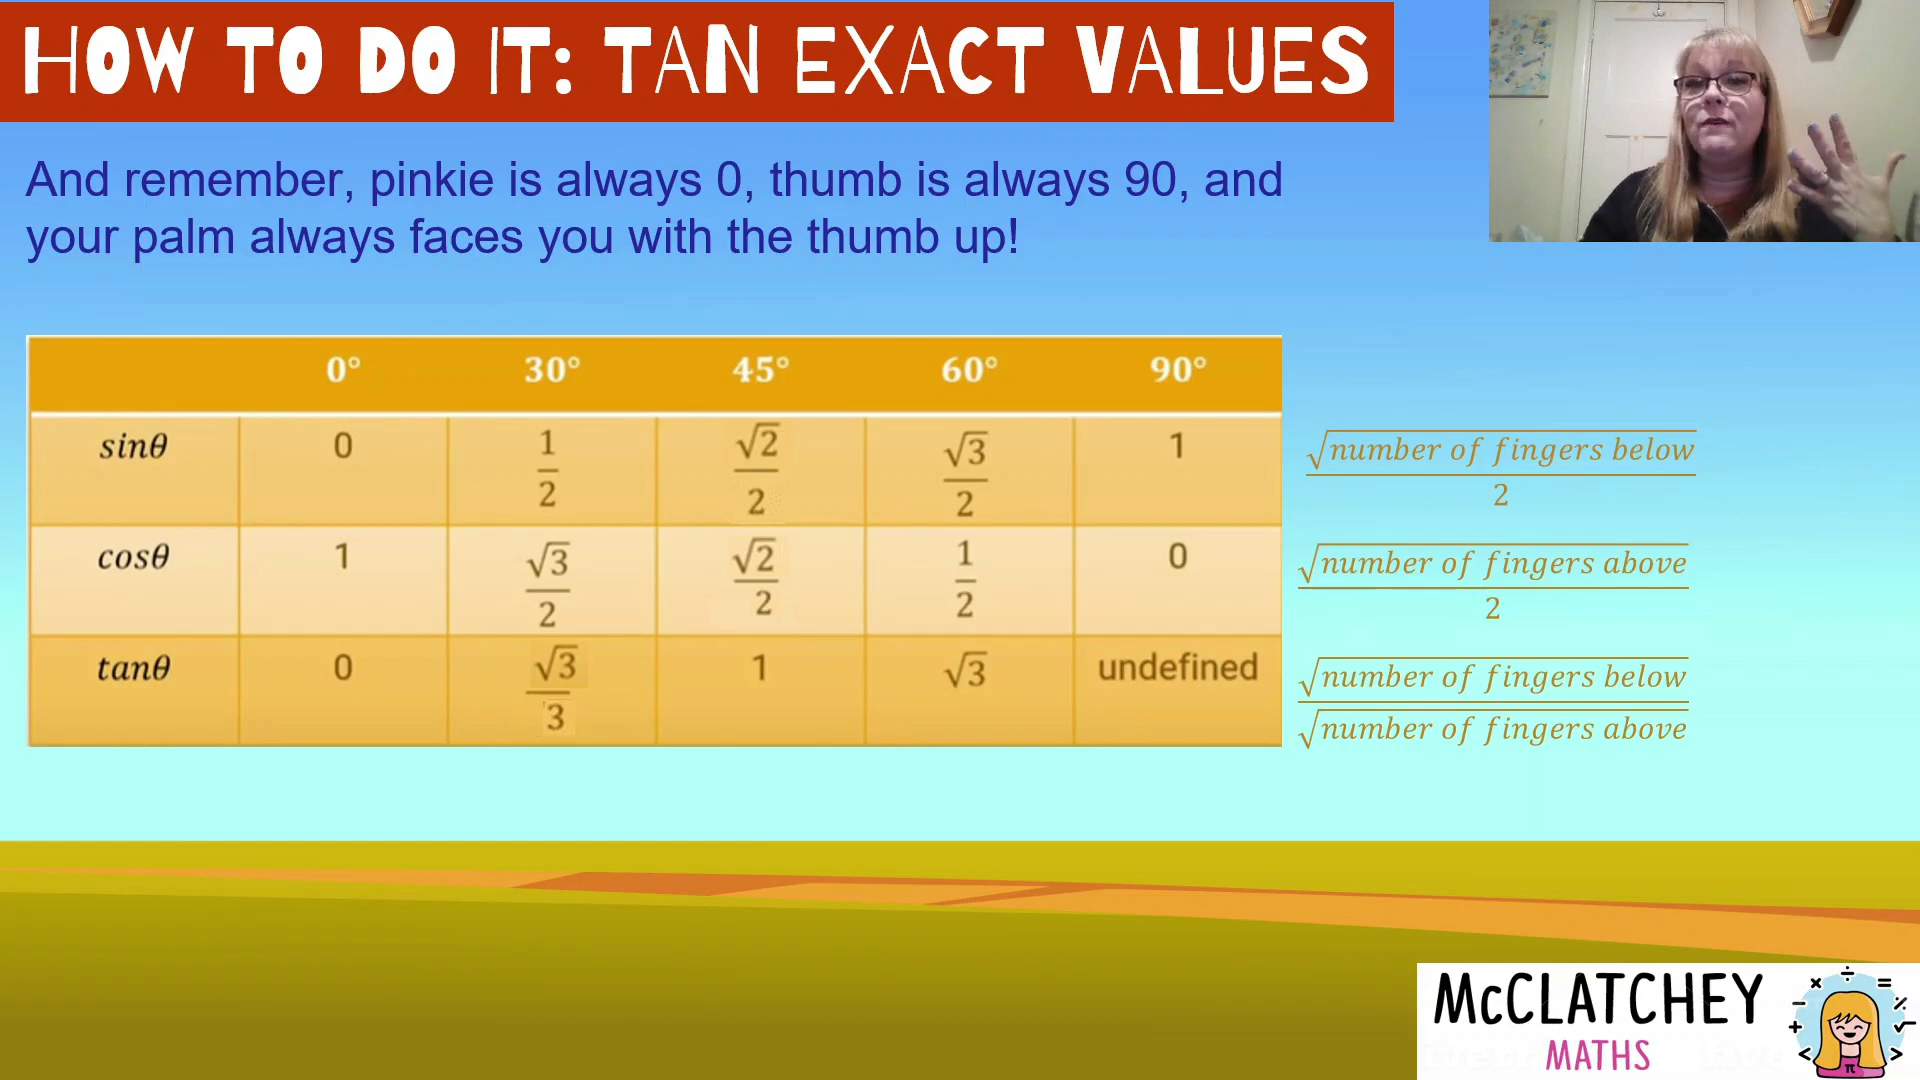 HOW TO DO IT: TAN EXACT VALUES
And remember, pinkie is always 0, thumb is always 90, and
your palm always faces you with the thumb up!
0° 30° 45° 60° 90°
sinθ 0 1/2 √2/2 √3/2 1 √number of fingers below/2
cosθ 1 √3/2 √2/2 1/2 0 √number of fingers above/2
tanθ 0 √3/3 1 √3 undefined √number of fingers below/√number of fingers above
McCLATCHEY
MATHS